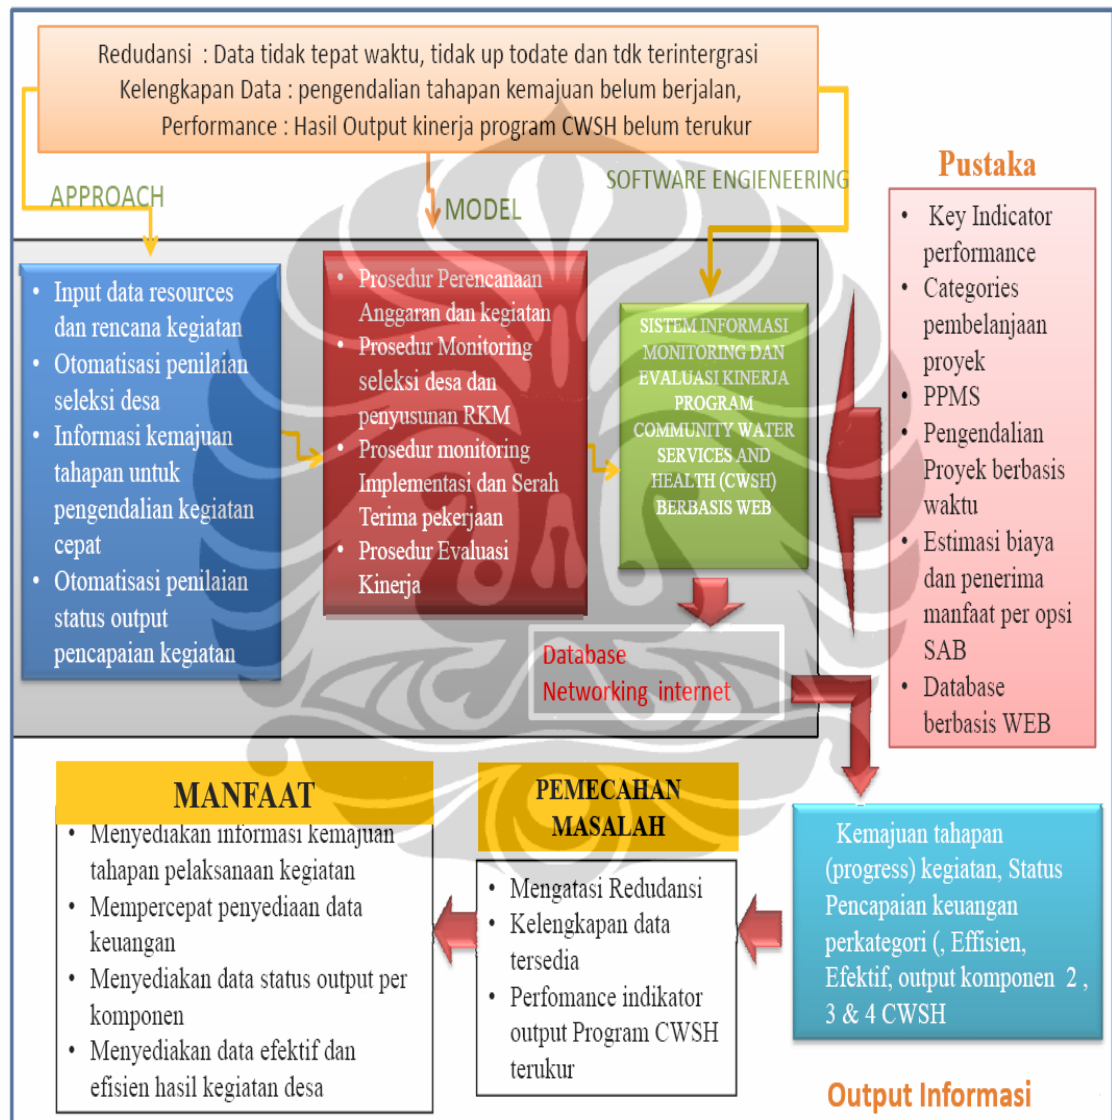 Redudansi : Data tidak tepat waktu, tidak up todate dan tdk terintergrasi
Kelengkapan Data : pengendalian tahapan kemajuan belum berjalan,
Performance : Hasil Output kinerja program CWSH belum terukur
APPROACH
MODEL
SOFTWARE ENGIENEERING
• Input data resources
dan rencana kegiatan
• Otomatisasi penilaian
seleksi desa
• Informasi kemajuan
tahapan untuk
pengendalian kegiatan
cepat
• Otomatisasi penilaian
status output
pencapaian kegiatan
• Prosedur Perencanaan
Anggaran dan kegiatan
• Prosedur Monitoring
seleksi desa dan
penyusunan RKM
• Prosedur monitoring
Implementasi dan Serah
Terima pekerjaan
• Prosedur Evaluasi
Kinerja
SISTEM INFORMASI
MONITORING DAN
EVALUASI KINERJA
PROGRAM
COMMUNITY WATER
SERVICES AND
HEALTH (CWSH)
BERBASIS WEB
Database
Networking internet
Pustaka
• Key Indicator
performance
• Categories
pembelanjaan
proyek
• PPMS
• Pengendalian
Proyek berbasis
waktu
• Estimasi biaya
dan penerima
manfaat per opsi
SAB
• Database
berbasis WEB
Kemajuan tahapan
(progress) kegiatan, Status
Pencapaian keuangan
perkategori (, Effisien,
Efektif, output komponen 2 ,
3 & 4 CWSH
Output Informasi
PEMECAHAN
MASALAH
• Mengatasi Redudansi
• Kelengkapan data
tersedia
• Perfomance indikator
output Program CWSH
terukur
MANFAAT
• Menyediakan informasi kemajuan
tahapan pelaksanaan kegiatan
• Mempercepat penyediaan data
keuangan
• Menyediakan data status output per
komponen
• Menyediakan data efektif dan
efisien hasil kegiatan desa